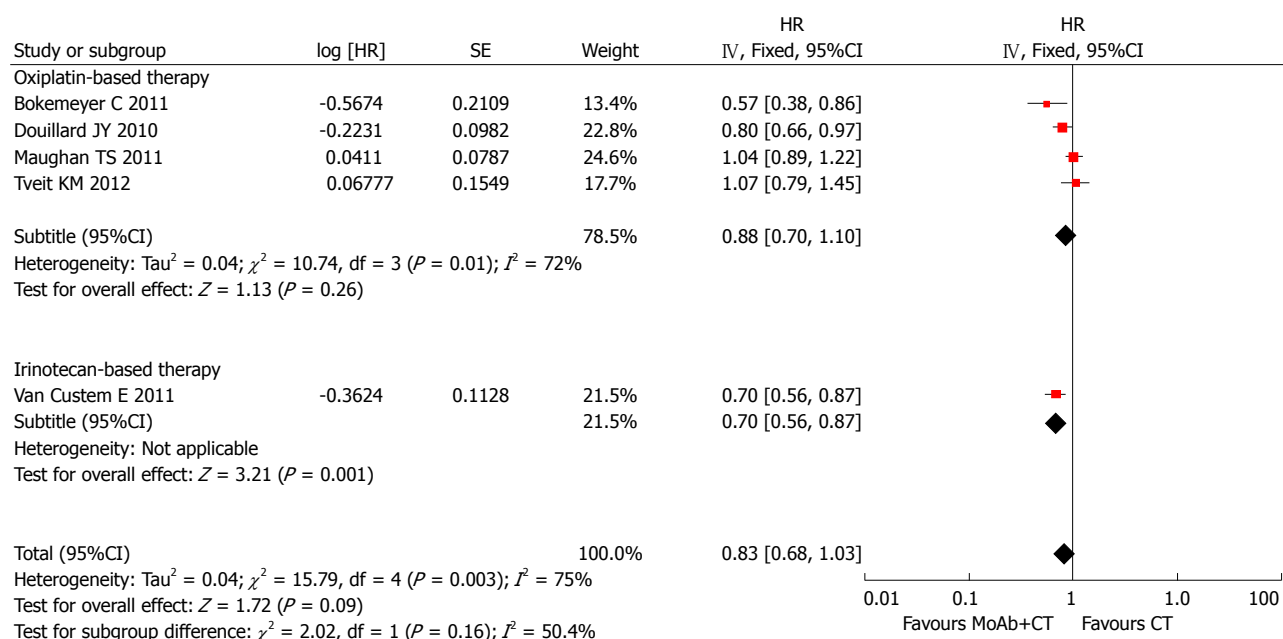 HR HR
Study or subgroup log [HR] SE Weight Ⅳ, Fixed, 95%CI Ⅳ, Fixed, 95%CI
Oxiplatin-based therapy
Bokemeyer C 2011 -0.5674 0.2109 13.4% 0.57 [0.38, 0.86]
Douillard JY 2010 -0.2231 0.0982 22.8% 0.80 [0.66, 0.97]
Maughan TS 2011 0.0411 0.0787 24.6% 1.04 [0.89, 1.22]
Tveit KM 2012 0.06777 0.1549 17.7% 1.07 [0.79, 1.45]
Subtitle (95%CI) 78.5% 0.88 [0.70, 1.10]
Heterogeneity: Tau² = 0.04; χ² = 10.74, df = 3 (P = 0.01); I² = 72%
Test for overall effect: Z = 1.13 (P = 0.26)
Irinotecan-based therapy
Van Custem E 2011 -0.3624 0.1128 21.5% 0.70 [0.56, 0.87]
Subtitle (95%CI) 21.5% 0.70 [0.56, 0.87]
Heterogeneity: Not applicable
Test for overall effect: Z = 3.21 (P = 0.001)
Total (95%CI) 100.0% 0.83 [0.68, 1.03]
Heterogeneity: Tau² = 0.04; χ² = 15.79, df = 4 (P = 0.003); I² = 75%
Test for overall effect: Z = 1.72 (P = 0.09)
Test for subgroup difference: χ² = 2.02, df = 1 (P = 0.16); I² = 50.4%
0.01 0.1 1 1.0 100
Favours MoAb+CT Favours CT